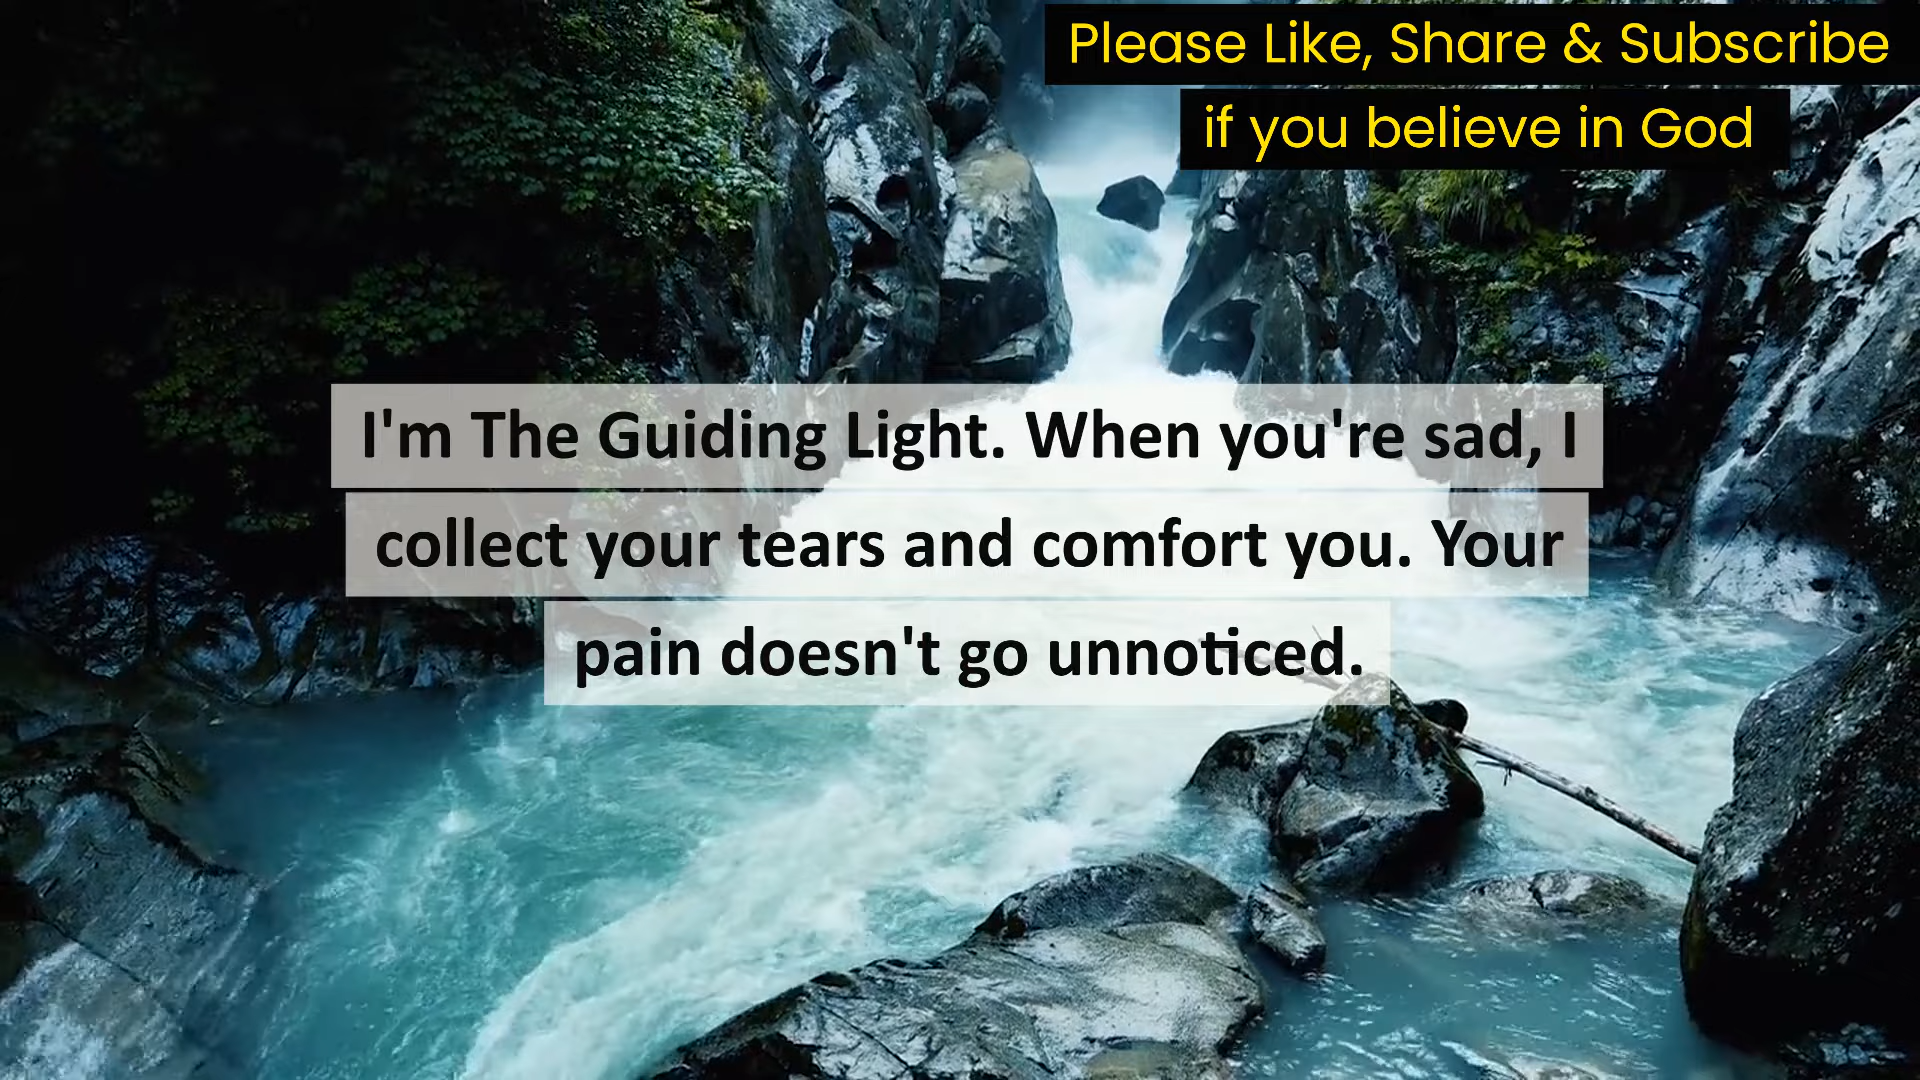 Please Like, Share & Subscribe
if you believe in God
I'm The Guiding Light. When you're sad, I
collect your tears and comfort you. Your
pain doesn't go unnoticed.